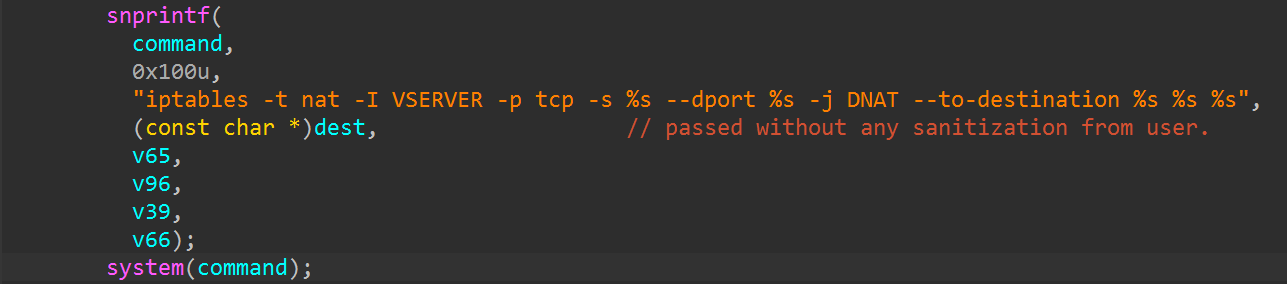 snprintf(
command,
0x100u,
"iptables -t nat -I VSERVER -p tcp -s %s --dport %s -j DNAT --to-destination %s %s %s",
(const char *)dest, // passed without any sanitization from user.
v65,
v96,
v39,
v66);
system(command);